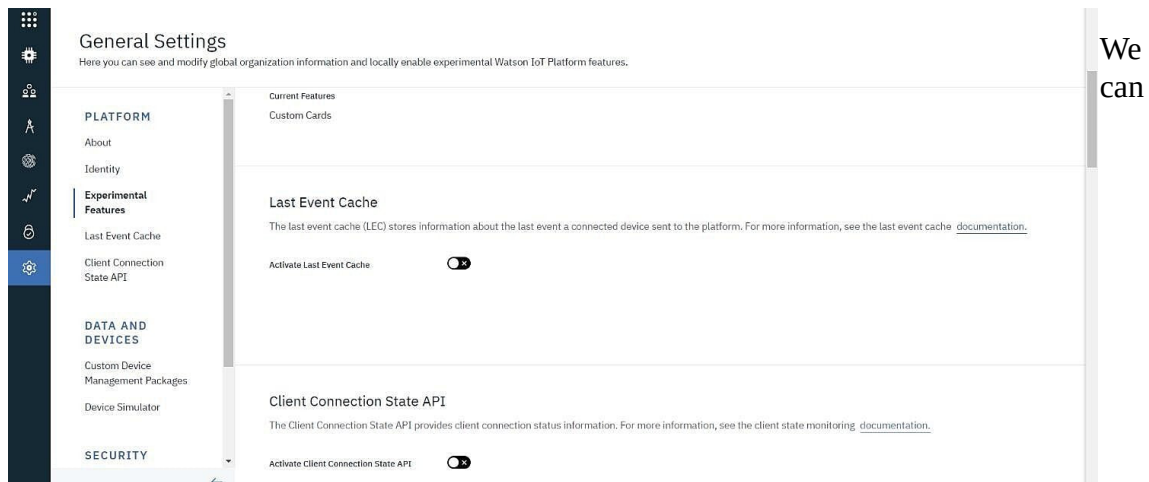 General Settings
Here you can see and modify global organization information and locally enable experimental Watson IoT Platform features.
PLATFORM
About
Identity
Experimental
Features
Last Event Cache
Client Connection
State API
DATA AND
DEVICES
Custom Device
Management Packages
Device Simulator
SECURITY
Current Features
Custom Cards
Last Event Cache
The last event cache (LEC) stores information about the last event a connected device sent to the platform. For more information, see the last event cache documentation.
Activate Last Event Cache
Client Connection State API
The Client Connection State API provides client connection status information. For more information, see the client state monitoring documentation.
Activate Client Connection State API
We
can